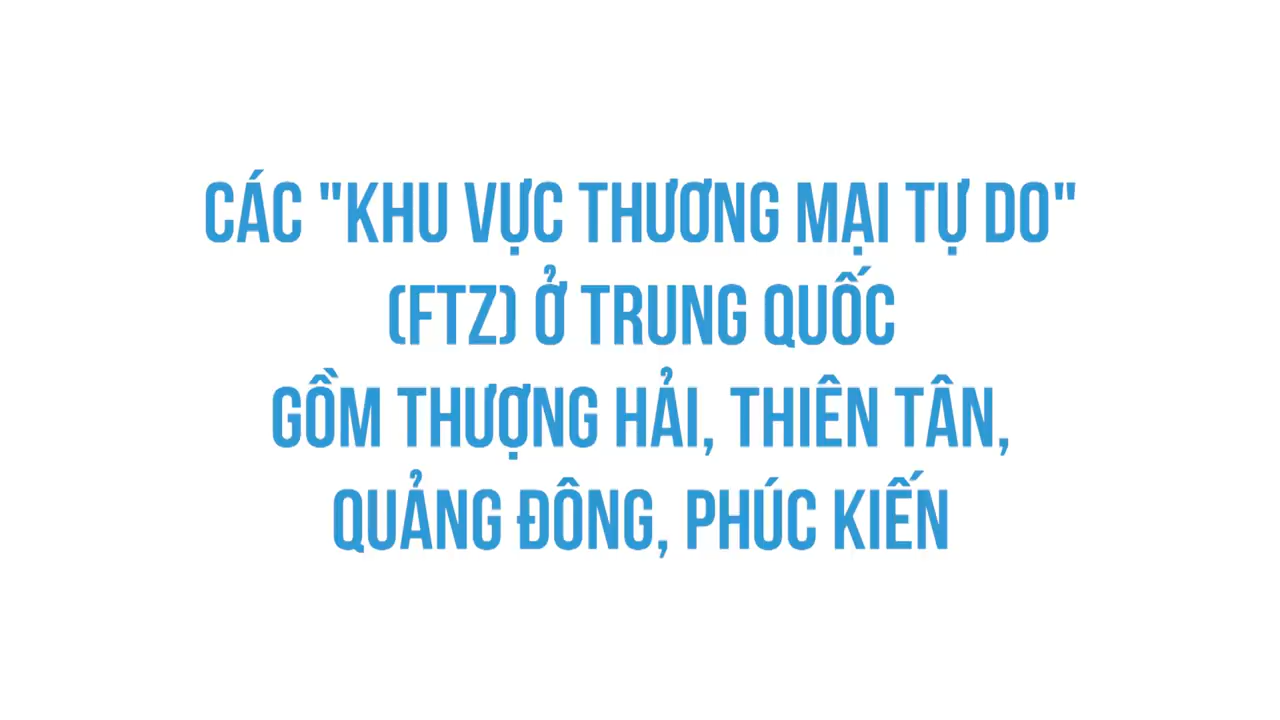 CÁC "KHU VỰC THƯƠNG MẠI TỰ DO"
(FTZ) Ở TRUNG QUỐC
GỒM THƯỢNG HẢI, THIÊN TÂN,
QUẢNG ĐÔNG, PHÚC KIẾN